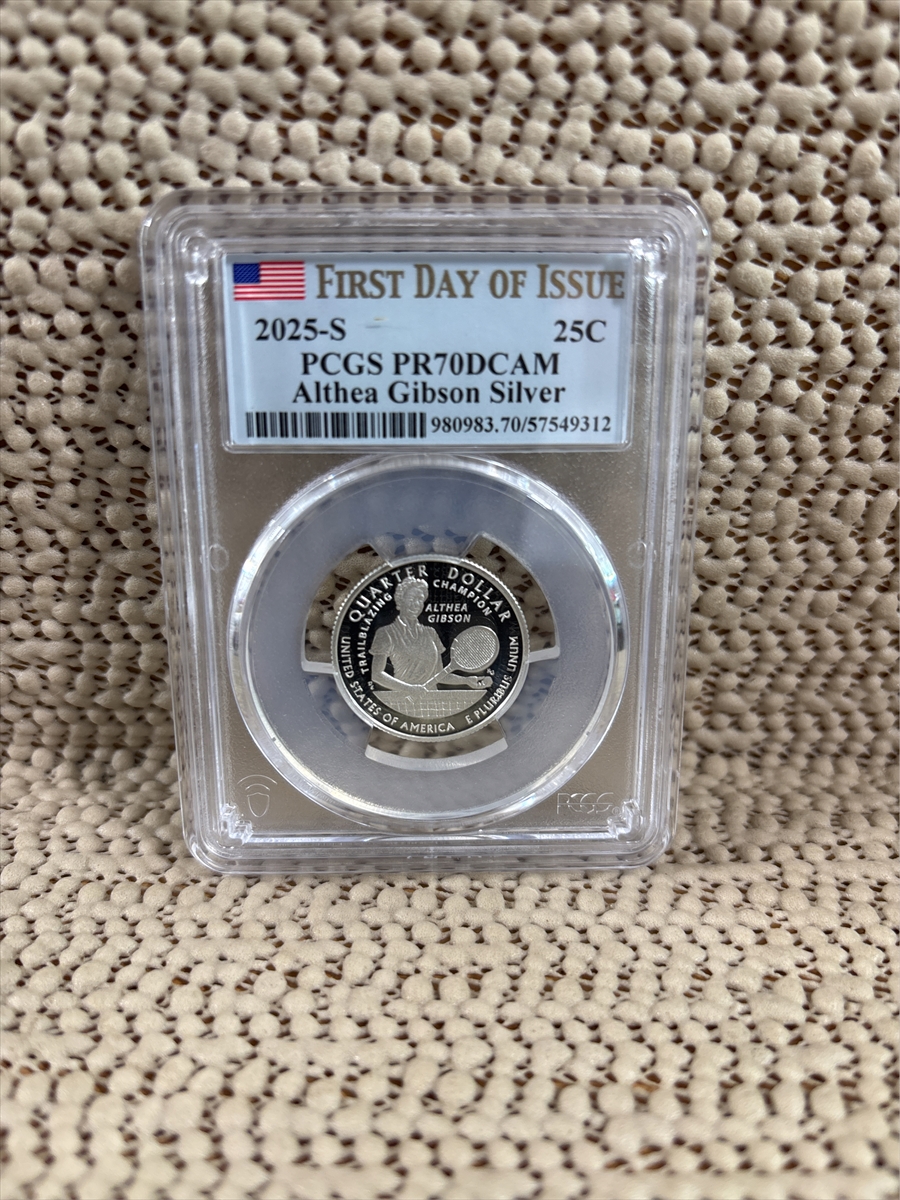 FIRST DAY OF ISSUE
2025-S 25C
PCGS PR70DCAM
Althea Gibson Silver
980983.70/57549312
QUARTER DOLLAR
TRAILBLAZING CHAMPION
ALTHEA
GIBSON
UNITED STATES OF AMERICA E PLURIBUS UNUM
PCGS